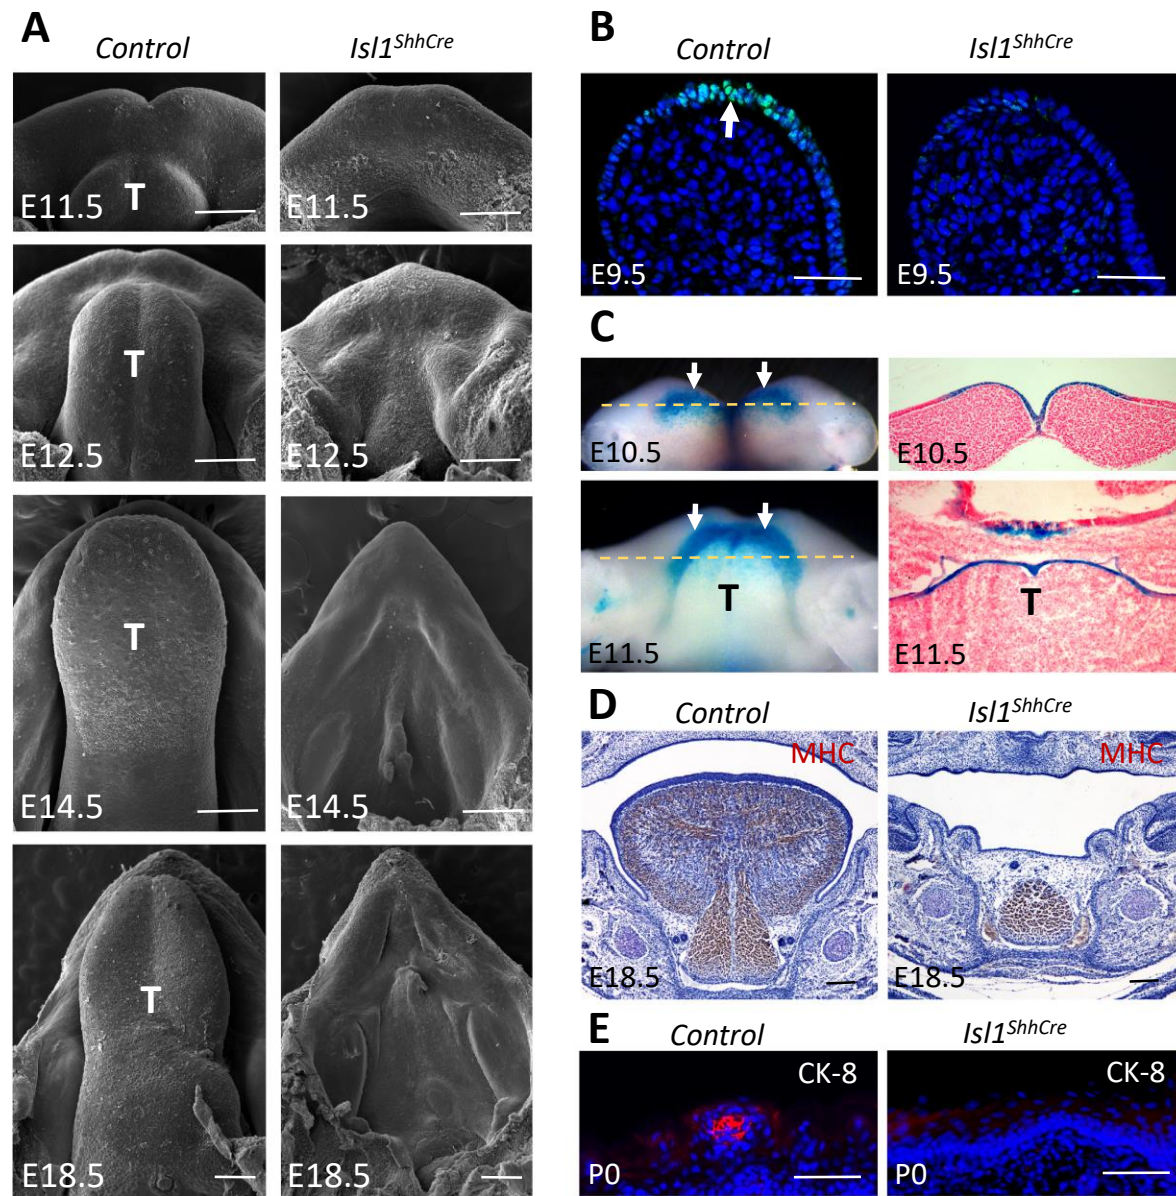 A
Control Isl1ShhCre
T
E11.5 E11.5
T
E12.5 E12.5
T
E14.5 E14.5
T
E18.5 E18.5
B
Control Isl1ShhCre
E9.5 E9.5
C
E10.5 E10.5
T T
E11.5 E11.5
D
Control Isl1ShhCre
MHC MHC
E18.5 E18.5
E
Control Isl1ShhCre
CK-8 CK-8
P0 P0